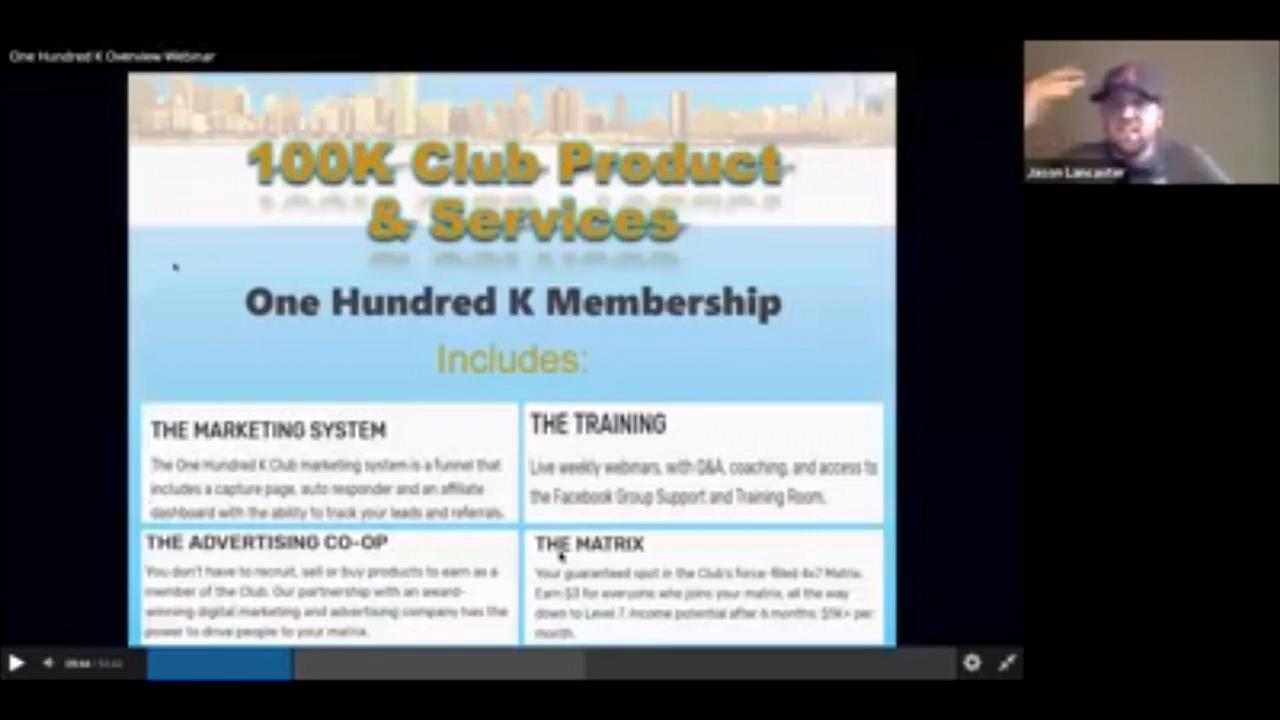 One Hundred K Overview Webinar
100K Club Product
& Services
One Hundred K Membership
Includes:
THE MARKETING SYSTEM
The One Hundred K Club marketing system is a funnel that
includes a capture page, auto responder and an affiliate
dashboard with the ability to track your leads and referrals.
THE TRAINING
Live weekly webinars, with Q&A, coaching, and access to
the Facebook Group Support and Training Room.
THE ADVERTISING CO-OP
You don't have to recruit, sell or buy products to earn as a
member of the Club. Our partnership with an award-
winning digital marketing and advertising company has the
power to drive people to your matrix.
THE MATRIX
Your guaranteed spot in the Club's force-filled 4x7 Matrix.
Earn $3 for everyone who joins your matrix, all the way
down to Level 7. Income potential after 6 months: per
month.
Jason Lancaster